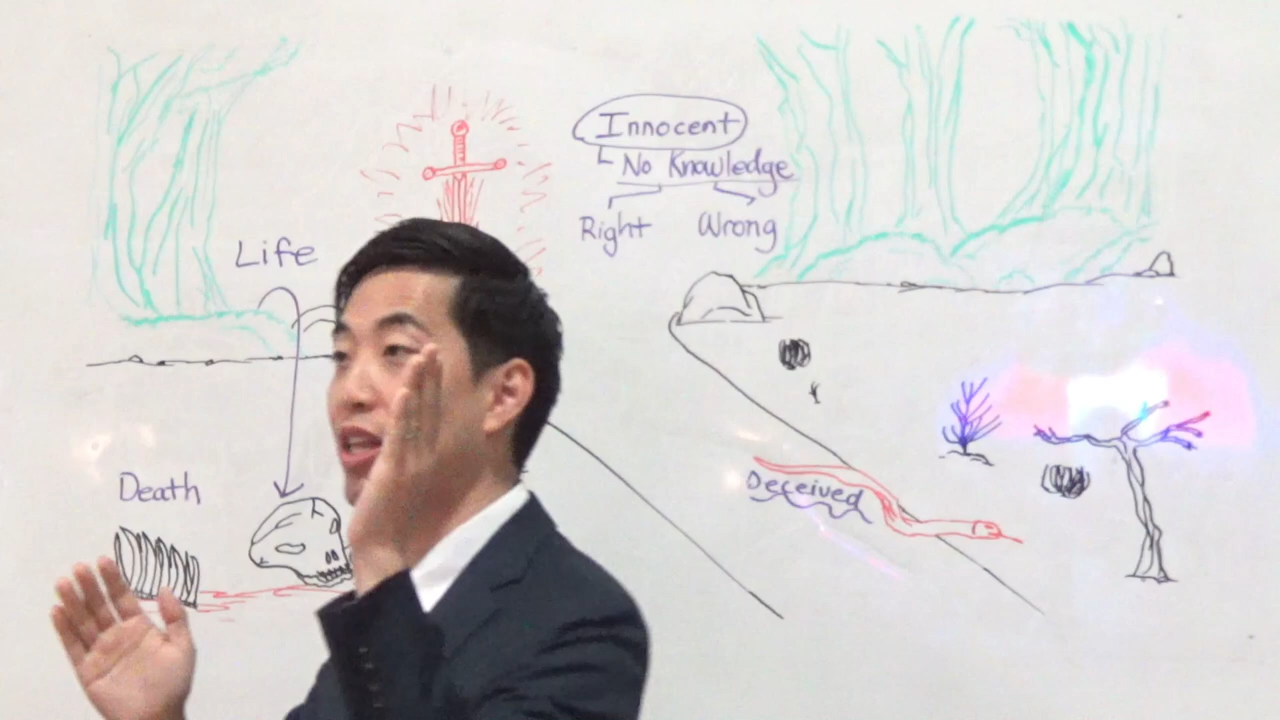 Innocent
No Knowledge
Right Wrong
Life
Death
Deceived